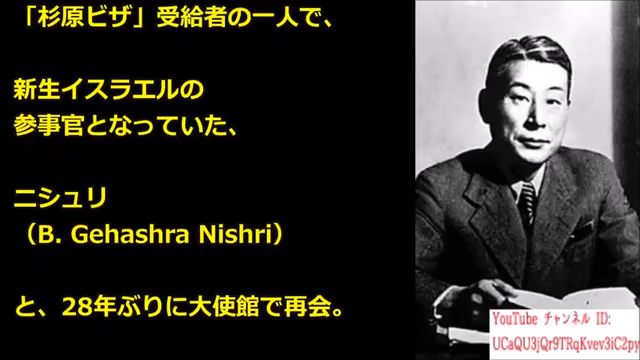 「杉原ビザ」受給者の一人で、
新生イスラエルの
参事官となっていた、
ニシュリ
（B. Gehashra Nishri）
と、28年ぶりに大使館で再会。
YouTube チャンネル ID:
UCaQU3jQr9TRqKvev3iC2py